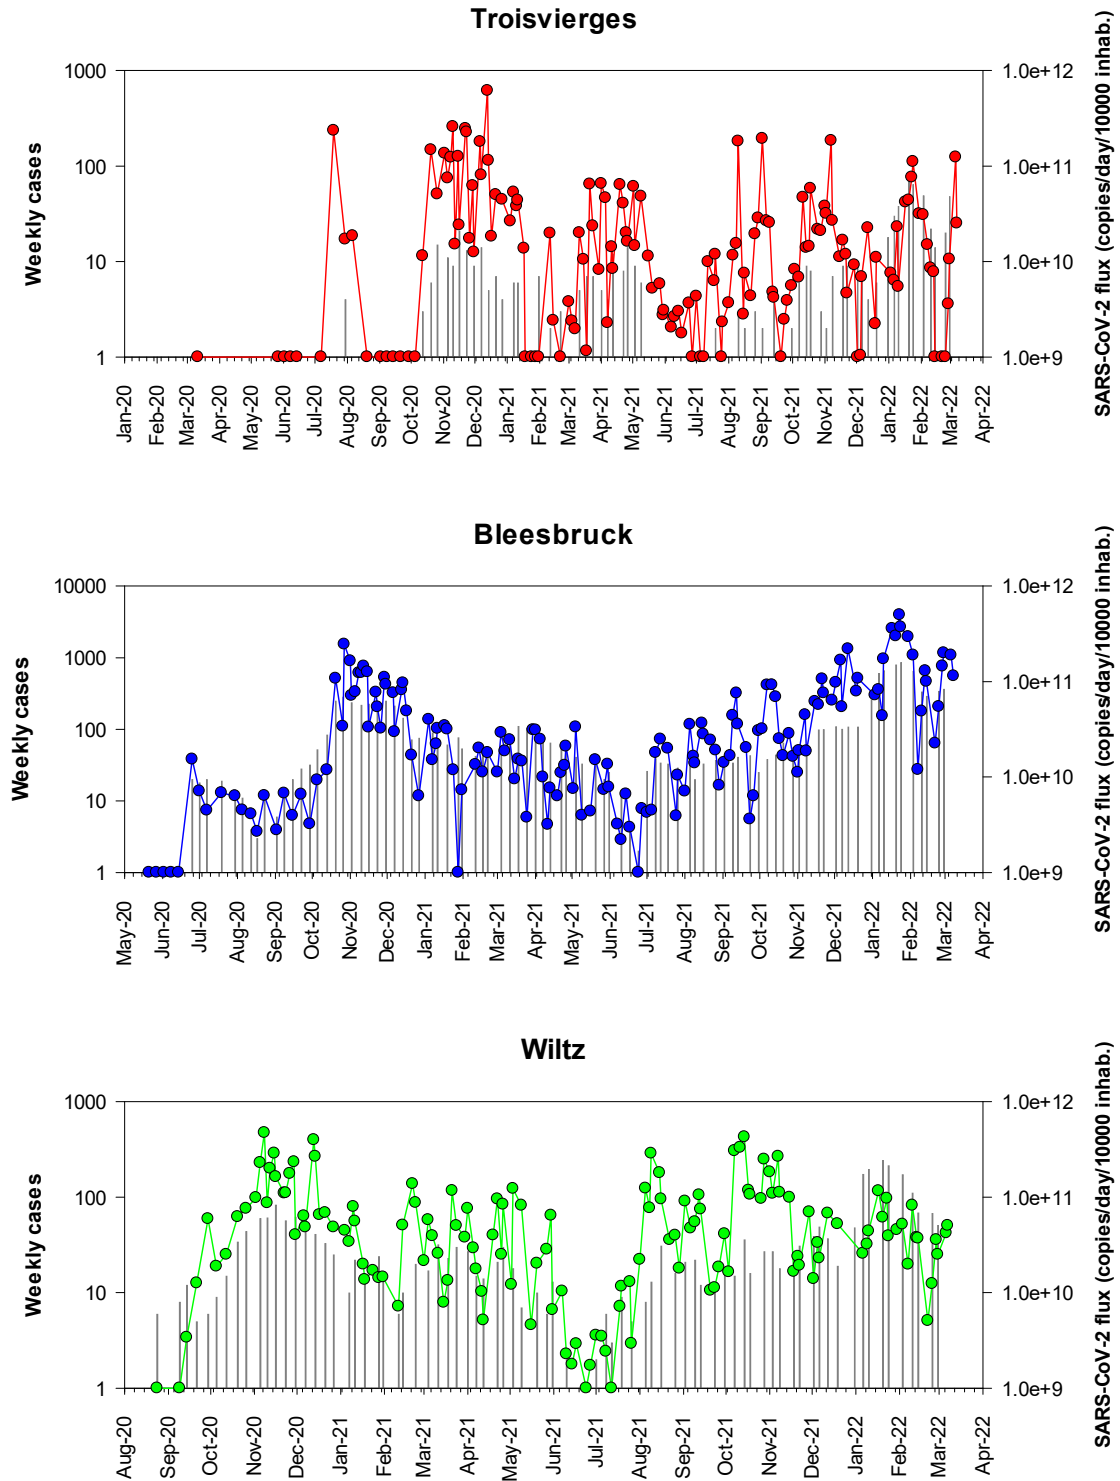 Troisvierges
Weekly cases
SARS-CoV-2 flux (copies/day/10000 inhab.)
1000
100
10
1
1.0e+12
1.0e+11
1.0e+10
1.0e+9
Jan-20
Feb-20
Mar-20
Apr-20
May-20
Jun-20
Jul-20
Aug-20
Sep-20
Oct-20
Nov-20
Dec-20
Jan-21
Feb-21
Mar-21
Apr-21
May-21
Jun-21
Jul-21
Aug-21
Sep-21
Oct-21
Nov-21
Dec-21
Jan-22
Feb-22
Mar-22
Apr-22
Bleesbruck
Weekly cases
SARS-CoV-2 flux (copies/day/10000 inhab.)
10000
1000
100
10
1
1.0e+12
1.0e+11
1.0e+10
1.0e+9
May-20
Jun-20
Jul-20
Aug-20
Sep-20
Oct-20
Nov-20
Dec-20
Jan-21
Feb-21
Mar-21
Apr-21
May-21
Jun-21
Jul-21
Aug-21
Sep-21
Oct-21
Nov-21
Dec-21
Jan-22
Feb-22
Mar-22
Apr-22
Wiltz
Weekly cases
SARS-CoV-2 flux (copies/day/10000 inhab.)
1000
100
10
1
1.0e+12
1.0e+11
1.0e+10
1.0e+9
Aug-20
Sep-20
Oct-20
Nov-20
Dec-20
Jan-21
Feb-21
Mar-21
Apr-21
May-21
Jun-21
Jul-21
Aug-21
Sep-21
Oct-21
Nov-21
Dec-21
Jan-22
Feb-22
Mar-22
Apr-22